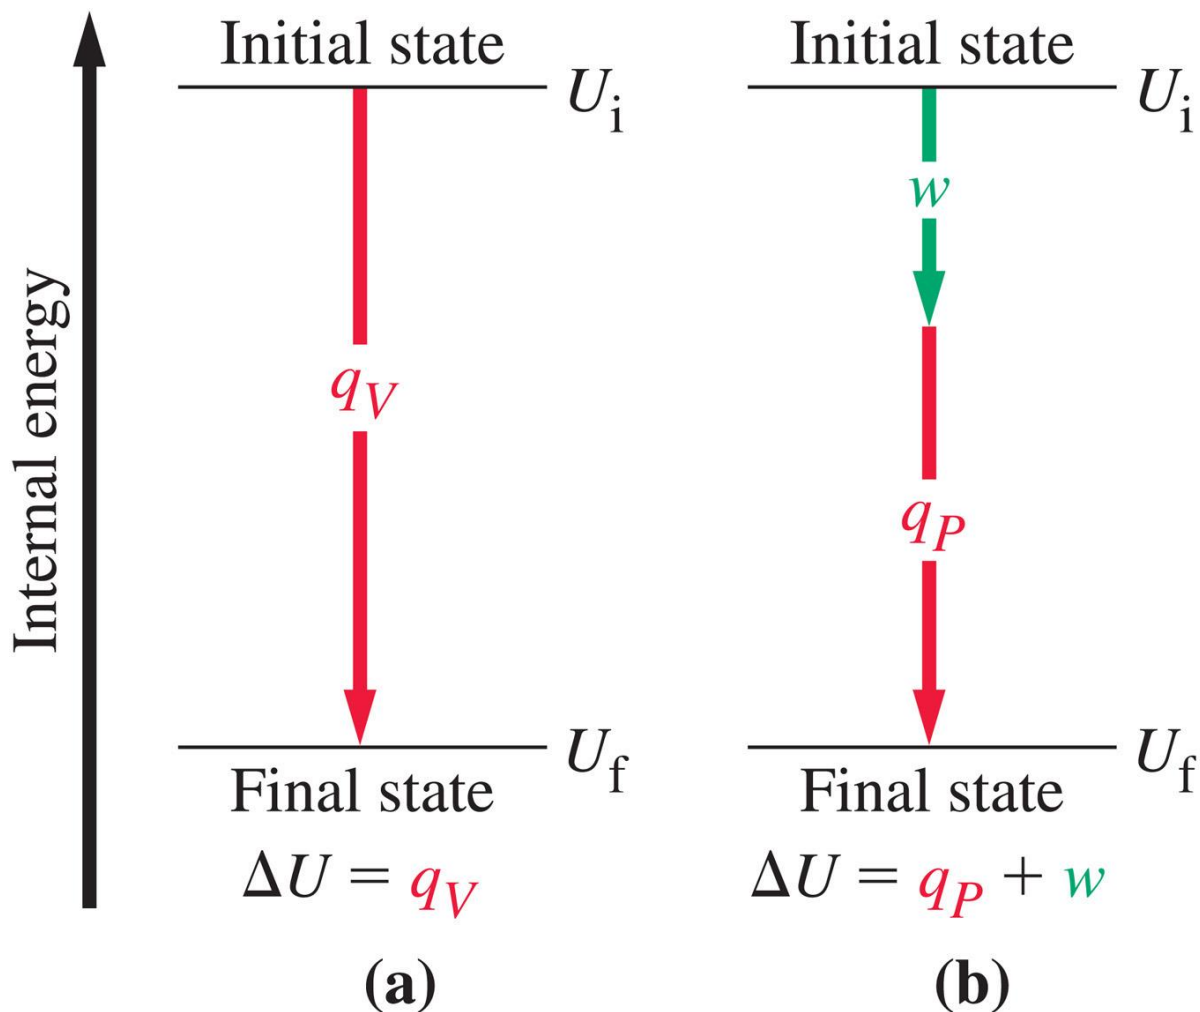 Internal energy
Initial state
U_i
q_V
U_f
Final state
ΔU = q_V
(a)
Initial state
U_i
w
q_P
U_f
Final state
ΔU = q_P + w
(b)